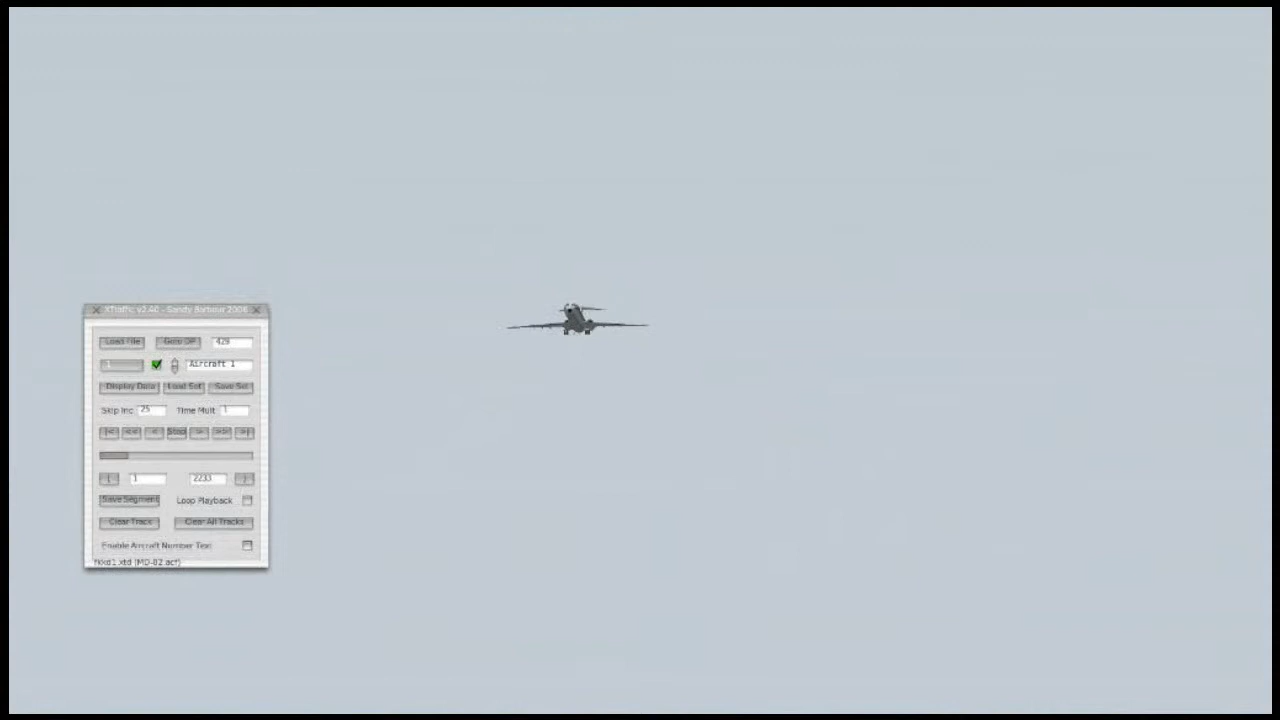 XTraffic v2.A0 - Sandy Barbour 2006
Load File Goto DP 429
1 Aircraft 1
Display Data Load Set Save Set
Skip Inc 25 Time Mult 1
|< << < Stop > >> >|
[ 1 2233 ]
Save Segment Loop Playback
Clear Track Clear All Tracks
Enable Aircraft Number Text
(MD-82.acf)